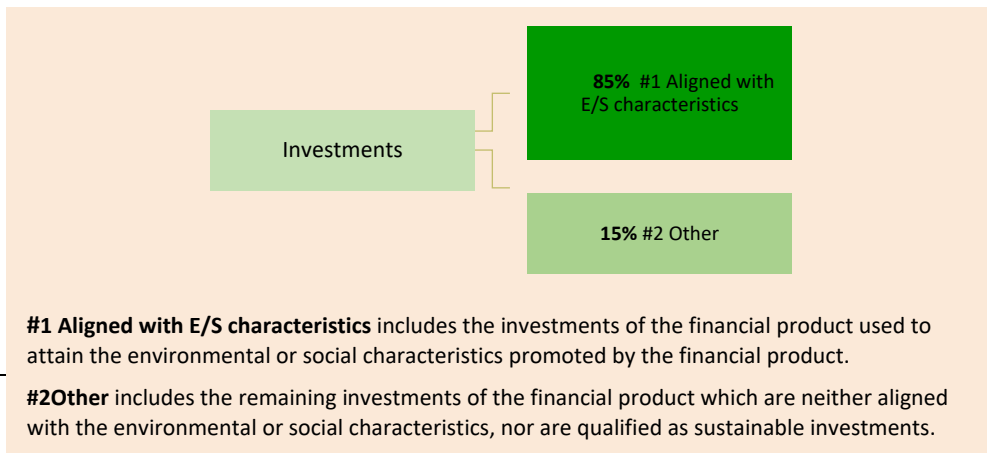 85% #1 Aligned with
E/S characteristics
Investments
15% #2 Other
#1 Aligned with E/S characteristics includes the investments of the financial product used to
attain the environmental or social characteristics promoted by the financial product.
#2Other includes the remaining investments of the financial product which are neither aligned
with the environmental or social characteristics, nor are qualified as sustainable investments.